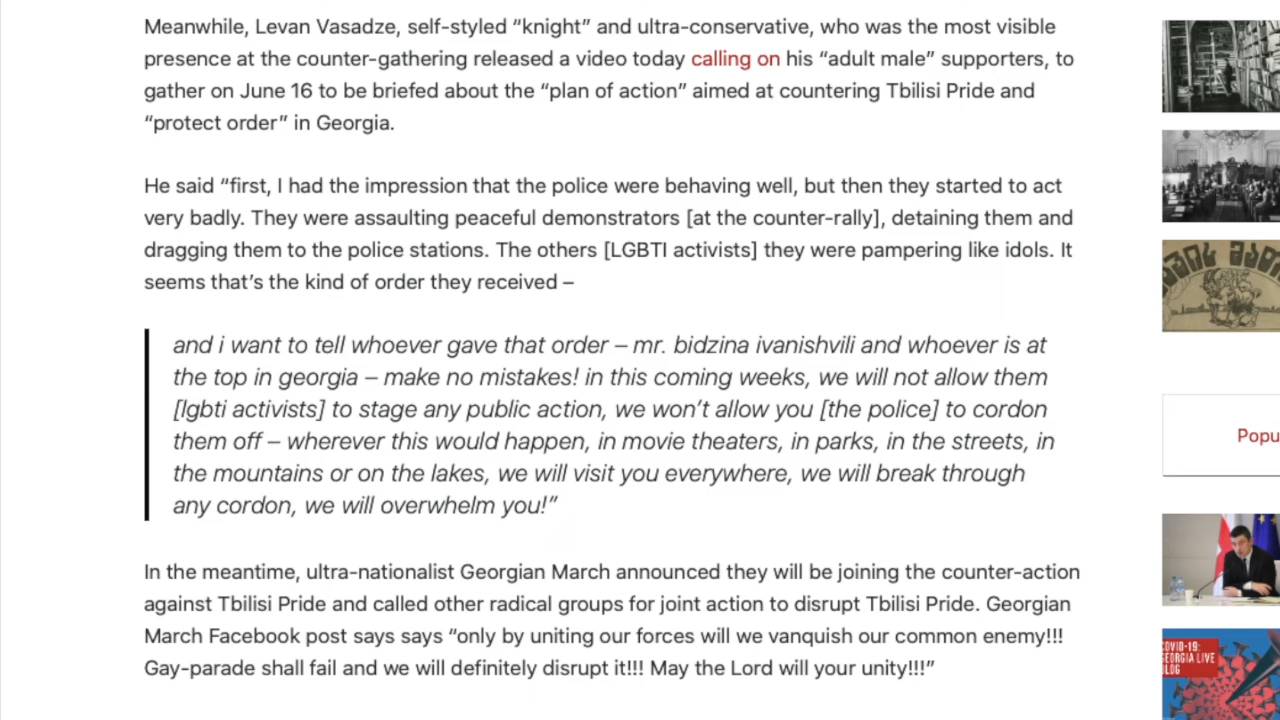 Meanwhile, Levan Vasadze, self-styled “knight” and ultra-conservative, who was the most visible
presence at the counter-gathering released a video today calling on his “adult male” supporters, to
gather on June 16 to be briefed about the “plan of action” aimed at countering Tbilisi Pride and
“protect order” in Georgia.
He said “first, I had the impression that the police were behaving well, but then they started to act
very badly. They were assaulting peaceful demonstrators [at the counter-rally], detaining them and
dragging them to the police stations. The others [LGBTI activists] they were pampering like idols. It
seems that’s the kind of order they received –
and i want to tell whoever gave that order – mr. bidzina ivanishvili and whoever is at
the top in georgia – make no mistakes! in this coming weeks, we will not allow them
[lgbti activists] to stage any public action, we won’t allow you [the police] to cordon
them off – wherever this would happen, in movie theaters, in parks, in the streets, in
the mountains or on the lakes, we will visit you everywhere, we will break through
any cordon, we will overwhelm you!”
In the meantime, ultra-nationalist Georgian March announced they will be joining the counter-action
against Tbilisi Pride and called other radical groups for joint action to disrupt Tbilisi Pride. Georgian
March Facebook post says says “only by uniting our forces will we vanquish our common enemy!!!
Gay-parade shall fail and we will definitely disrupt it!!! May the Lord will your unity!!!”
Popu
COVID-19:
GEORGIA LIVE
BLOG